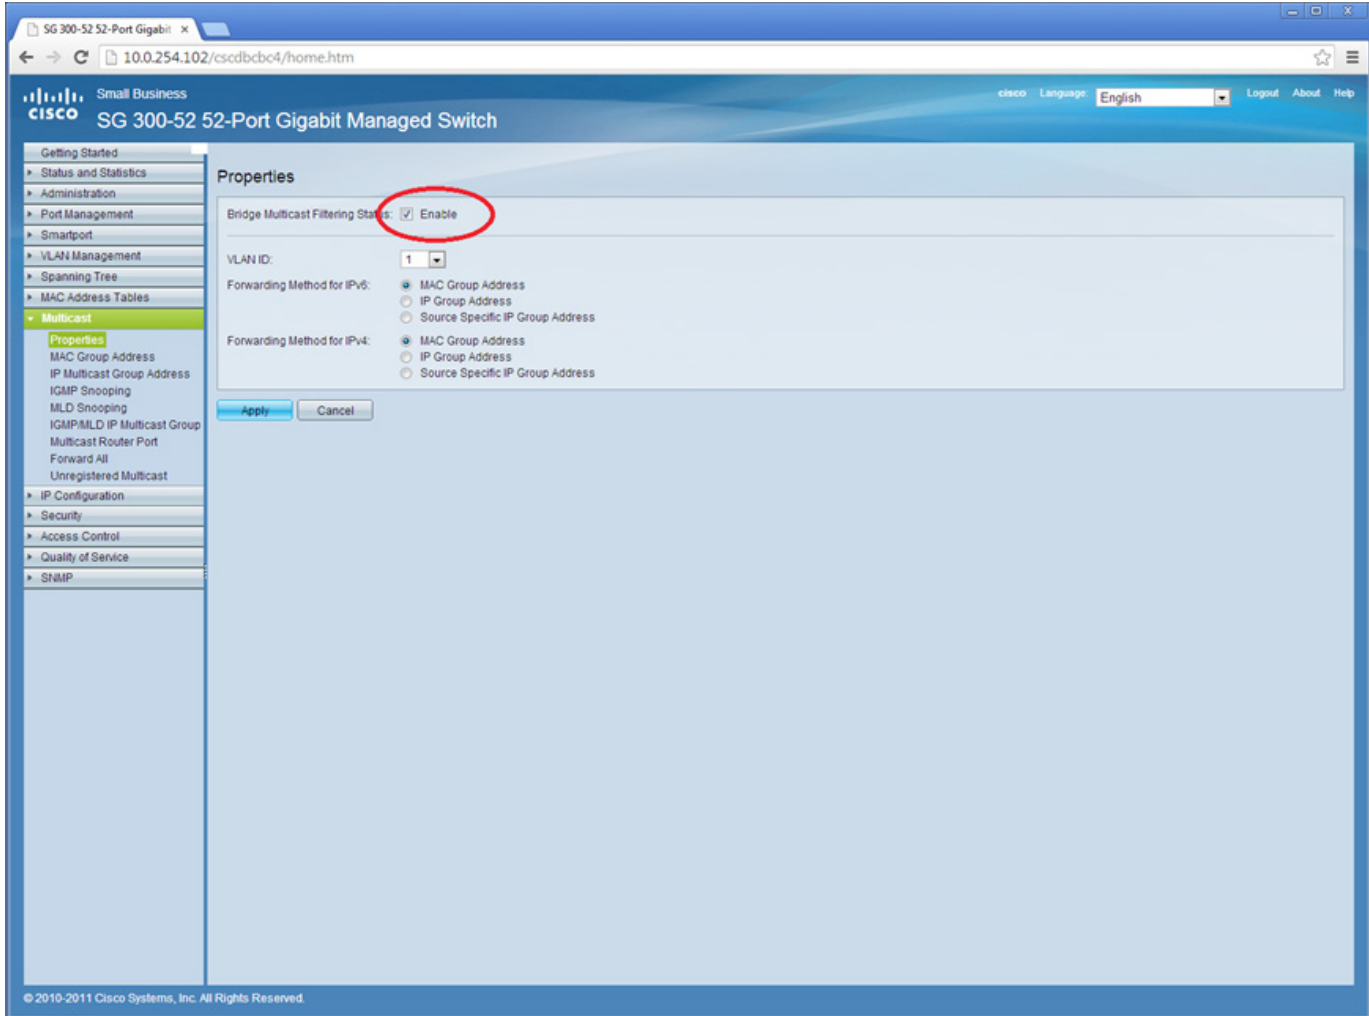 SG 300-52 52-Port Gigabit
10.0.254.102/cscdbcbc4/home.htm
Small Business
cisco Language: English Logout About Help
CISCO
SG 300-52 52-Port Gigabit Managed Switch
Getting Started
Status and Statistics
Administration
Port Management
Smartport
VLAN Management
Spanning Tree
MAC Address Tables
Multicast
Properties
MAC Group Address
IP Multicast Group Address
IGMP Snooping
MLD Snooping
IGMP/MLD IP Multicast Group
Multicast Router Port
Forward All
Unregistered Multicast
IP Configuration
Security
Access Control
Quality of Service
SNMP
Properties
Bridge Multicast Filtering Status: Enable
VLAN ID: 1
Forwarding Method for IPv6: MAC Group Address
IP Group Address
Source Specific IP Group Address
Forwarding Method for IPv4: MAC Group Address
IP Group Address
Source Specific IP Group Address
Apply Cancel
© 2010-2011 Cisco Systems, Inc. All Rights Reserved.